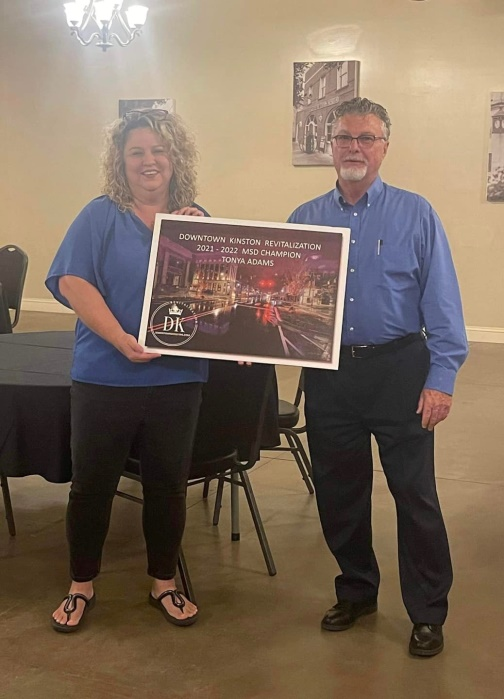 DOWNTOWN KINSTON REVITALIZATION
2021 - 2022 MSD CHAMPION
TONYA ADAMS
DK